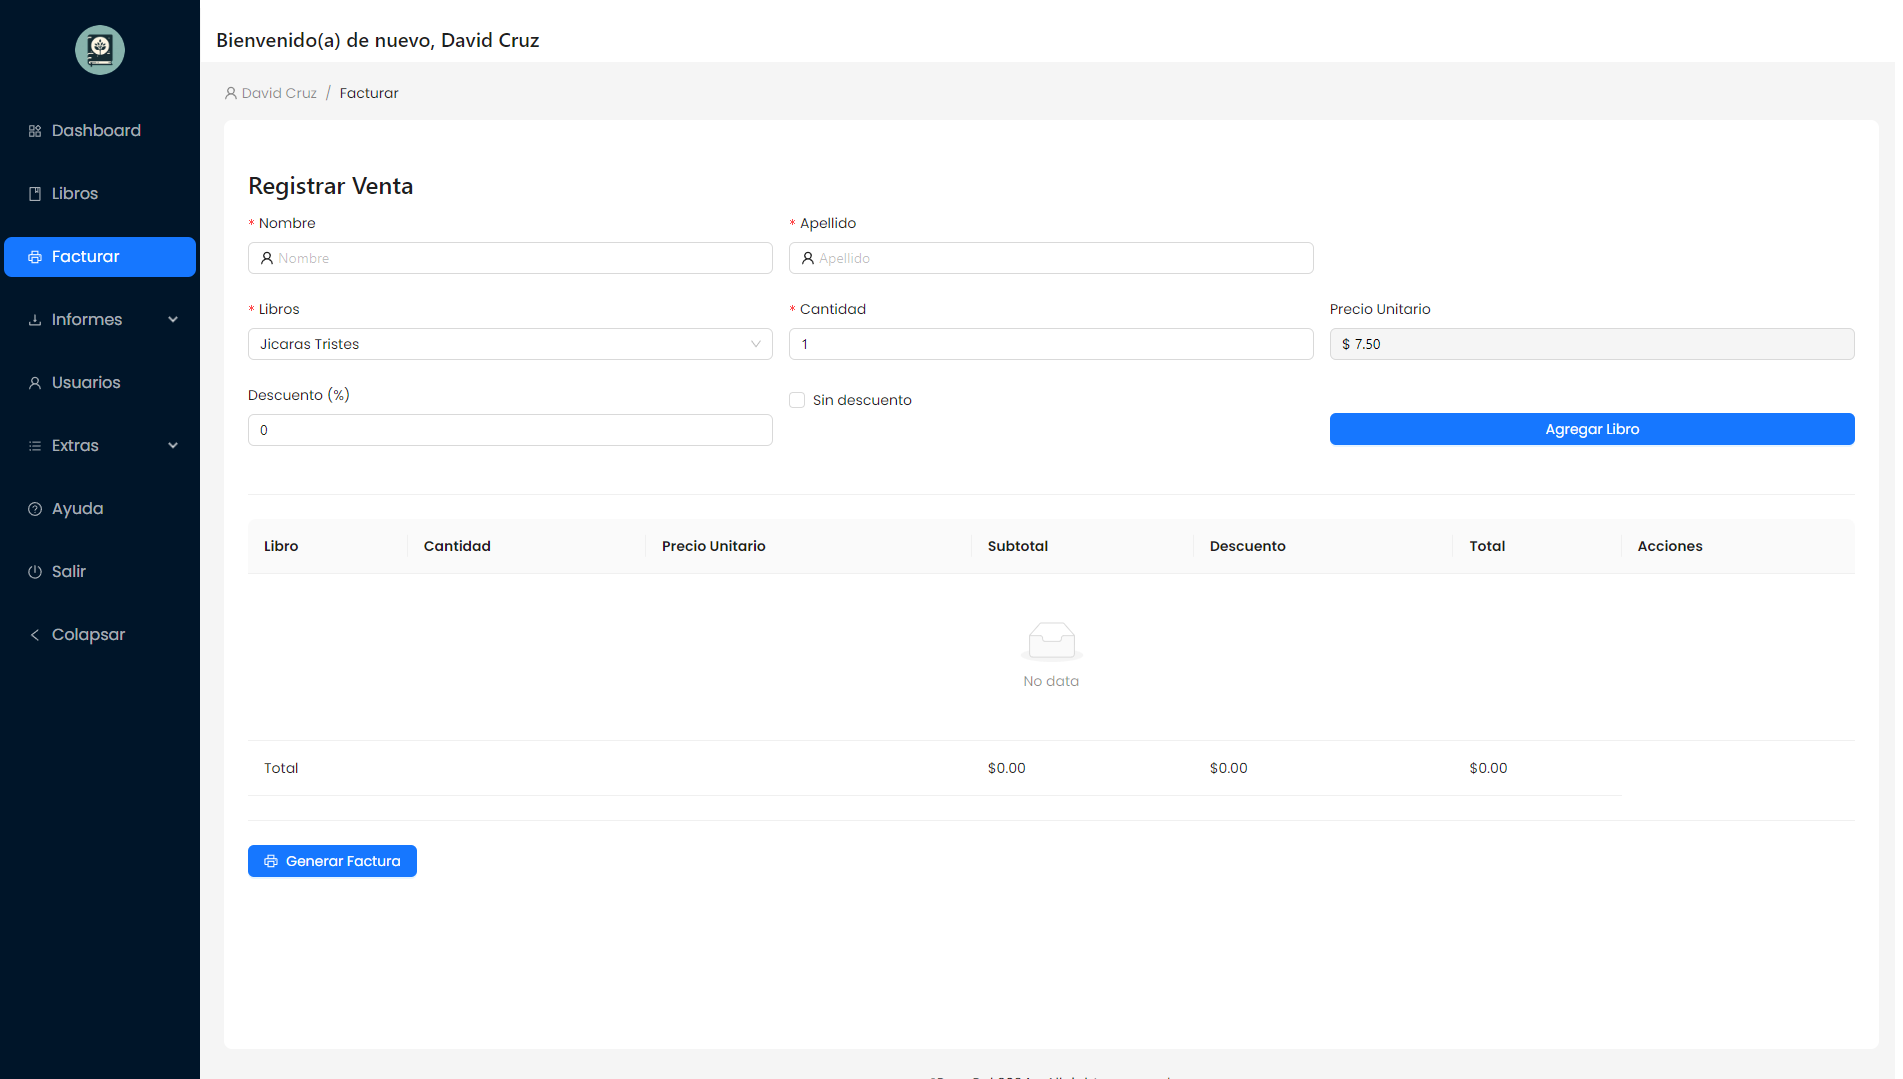 Bienvenido(a) de nuevo, David Cruz
David Cruz / Facturar
Dashboard
Libros
Facturar
Informes
Usuarios
Extras
Ayuda
Salir
Colapsar
Registrar Venta
* Nombre
* Apellido
Nombre
Apellido
* Libros
* Cantidad
Precio Unitario
Jicaras Tristes
1
$ 7.50
Descuento (%)
Sin descuento
0
Agregar Libro
Libro Cantidad Precio Unitario Subtotal Descuento Total Acciones
No data
Total $0.00 $0.00 $0.00
Generar Factura